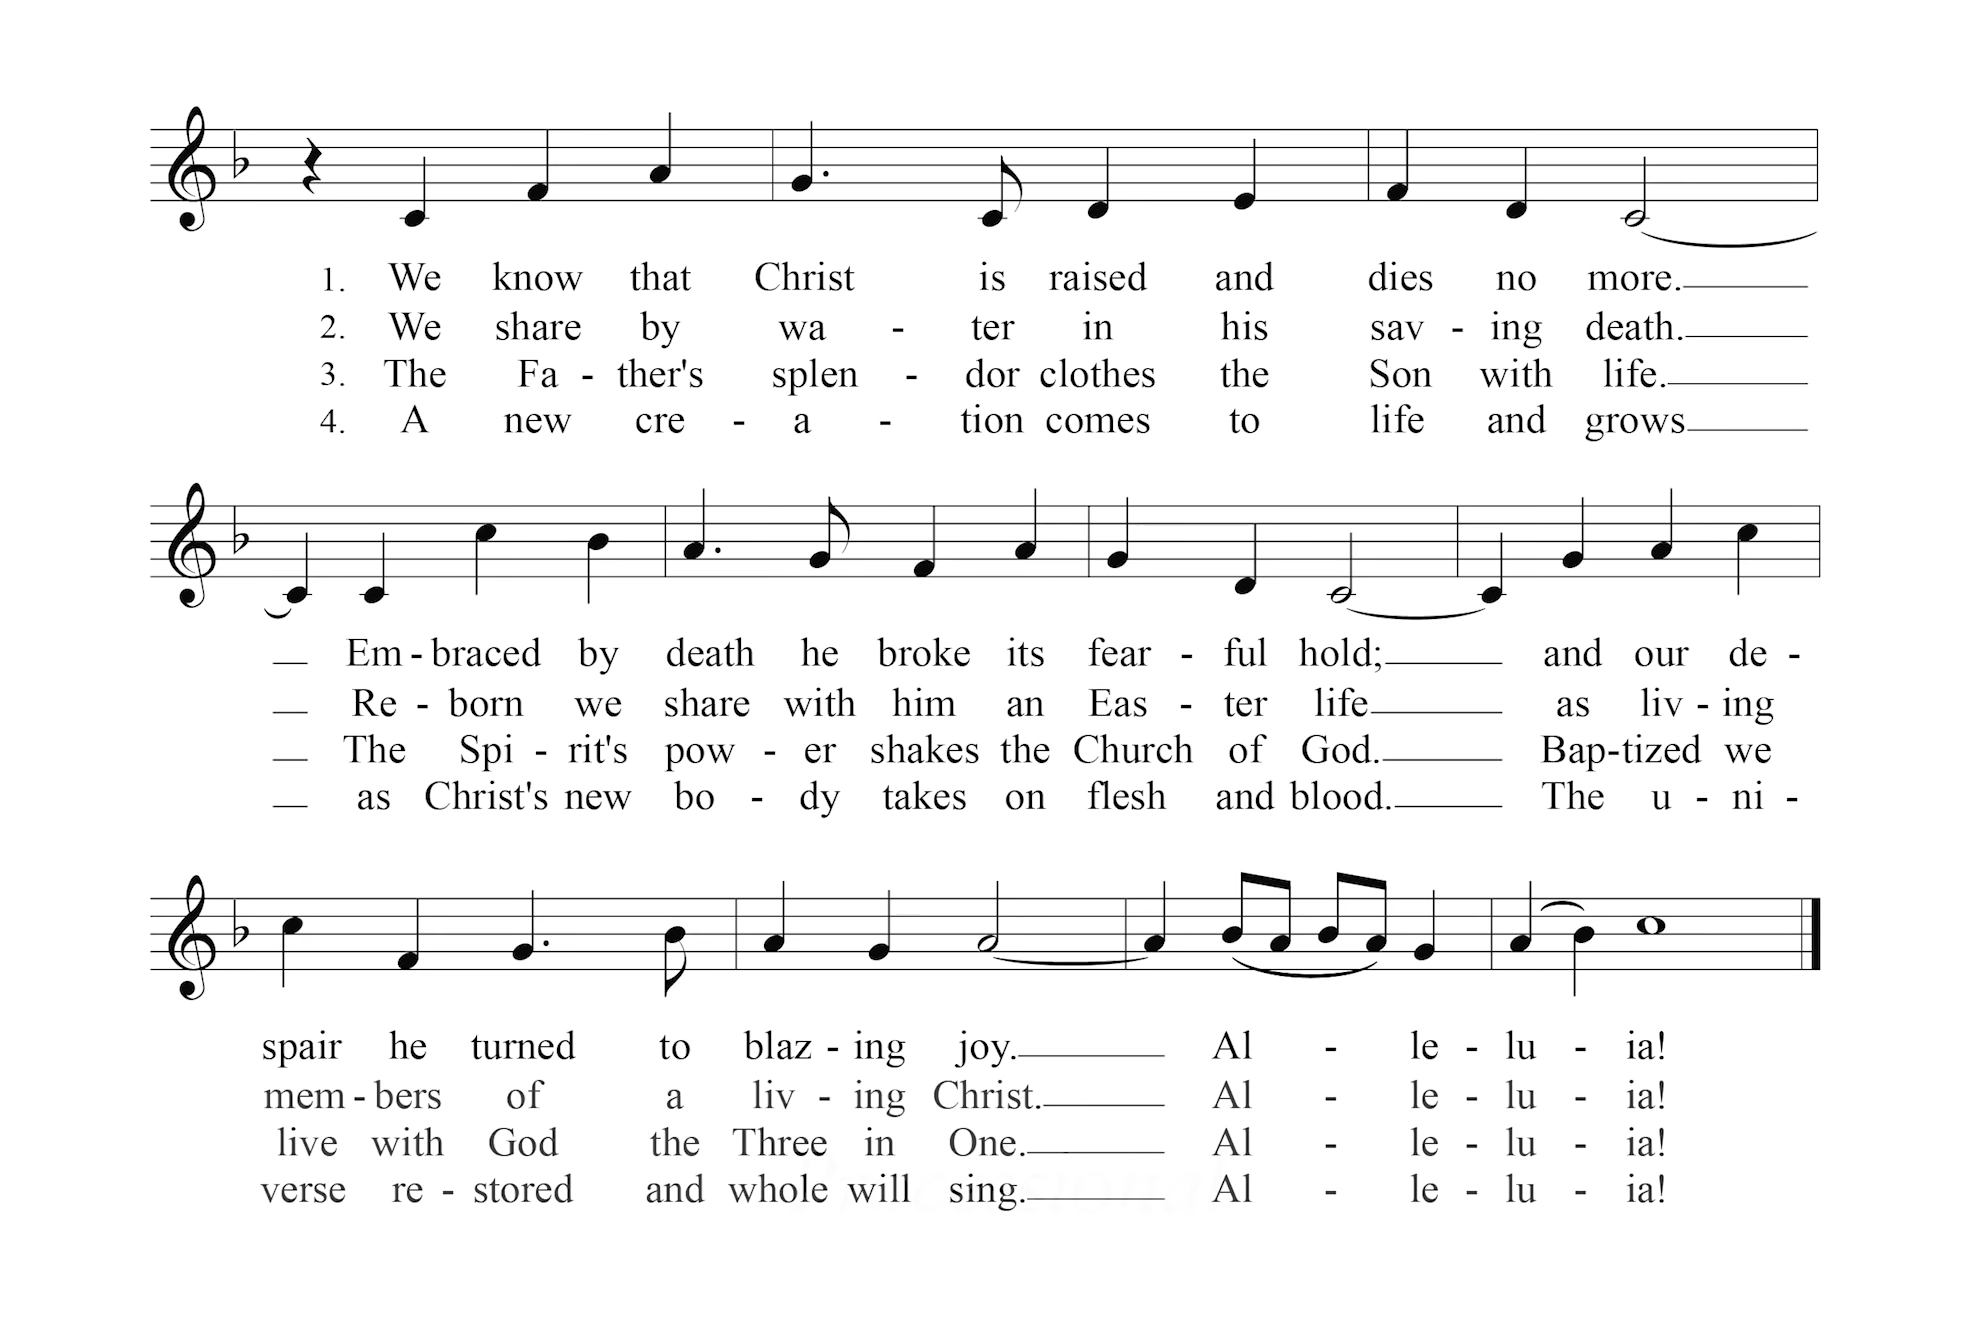 1. We know that Christ is raised and dies no more.
2. We share by wa - ter in his sav - ing death.
3. The Fa - ther's splen - dor clothes the Son with life.
4. A new cre - a - tion comes to life and grows
Em - braced by death he broke its fear - ful hold; and our de -
Re - born we share with him an Eas - ter life as liv - ing
The Spi - rit's pow - er shakes the Church of God. Bap-tized we
as Christ's new bo - dy takes on flesh and blood. The u - ni -
spair he turned to blaz - ing joy. Al - le - lu - ia!
mem - bers of a liv - ing Christ. Al - le - lu - ia!
live with God the Three in One. Al - le - lu - ia!
verse re - stored and whole will sing. Al - le - lu - ia!